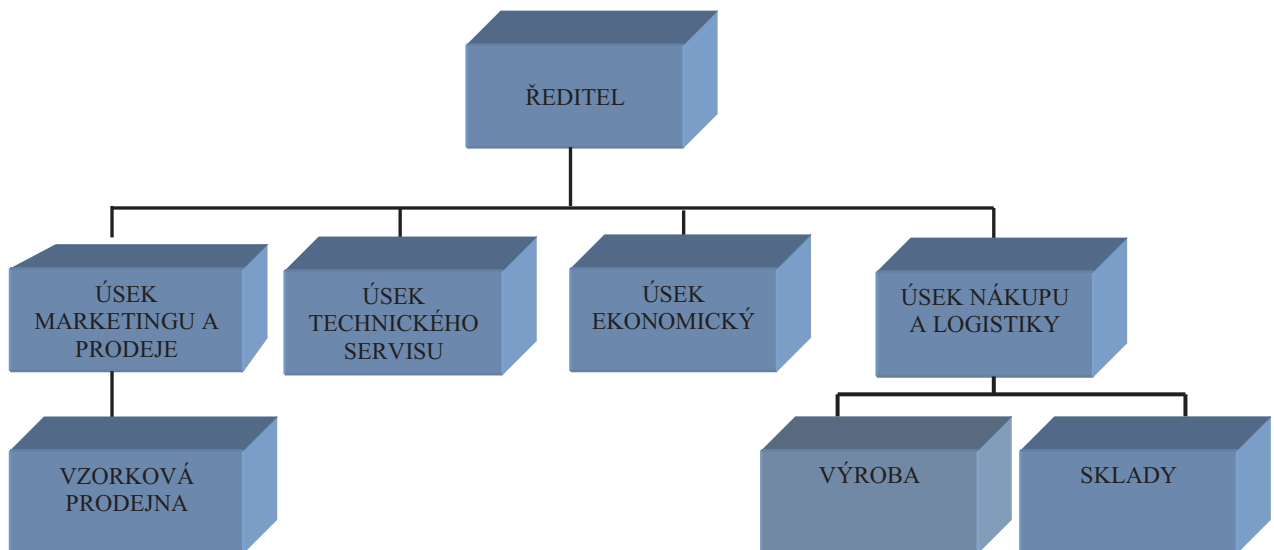 ŘEDITEL
ÚSEK
MARKETINGU A
PRODEJE
ÚSEK
TECHNICKÉHO
SERVISU
ÚSEK
EKONOMICKÝ
ÚSEK NÁKUPU
A LOGISTIKY
VZORKOVÁ
PRODEJNA
VÝROBA
SKLADY